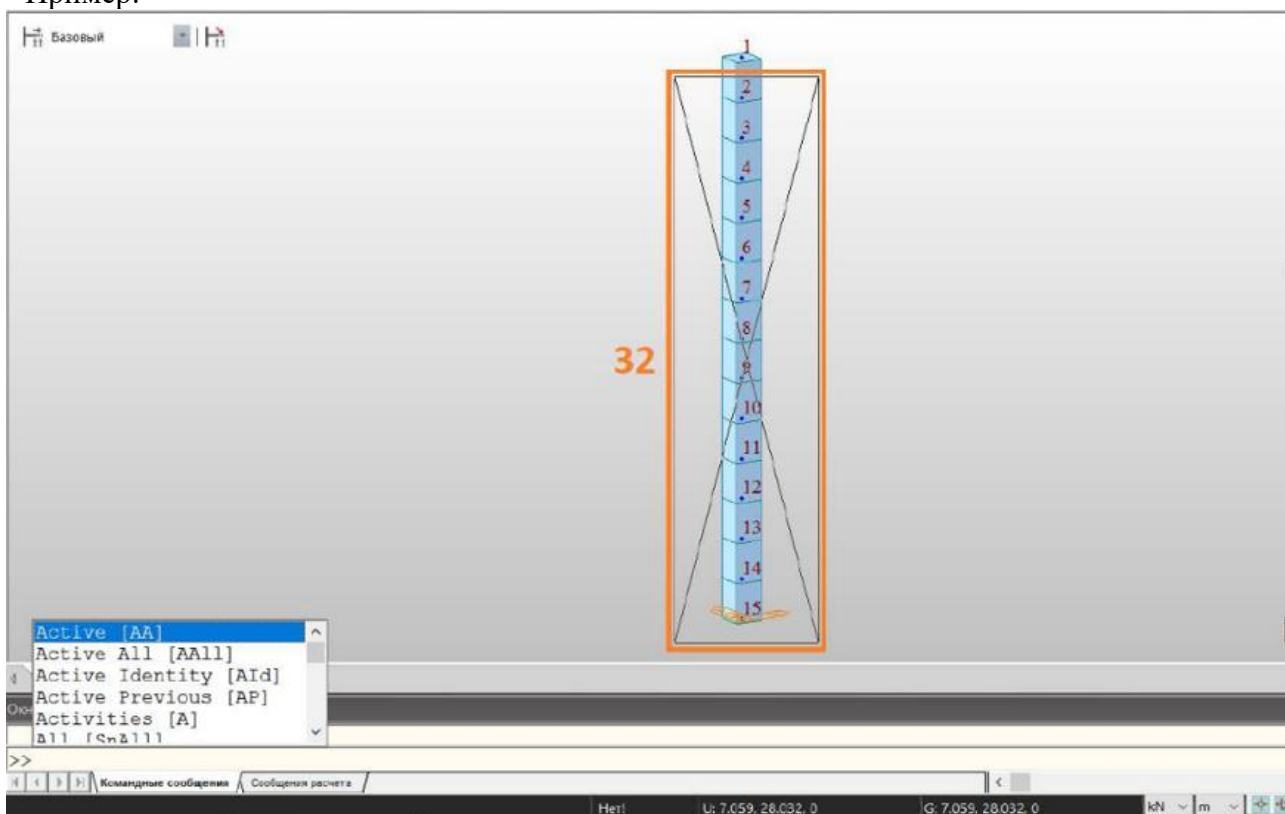 Пример:
Базовый
1
2
3
4
5
6
7
8
9
10
11
12
13
14
15
32
Active [AA]
Active All [AAll]
Active Identity [AId]
Active Previous [AP]
Activities [A]
All [SnAll]
>>
Командные сообщения Сообщения расчета
Нет! U: 7.059, 28.032, 0 G: 7.059, 28.032, 0 kN m